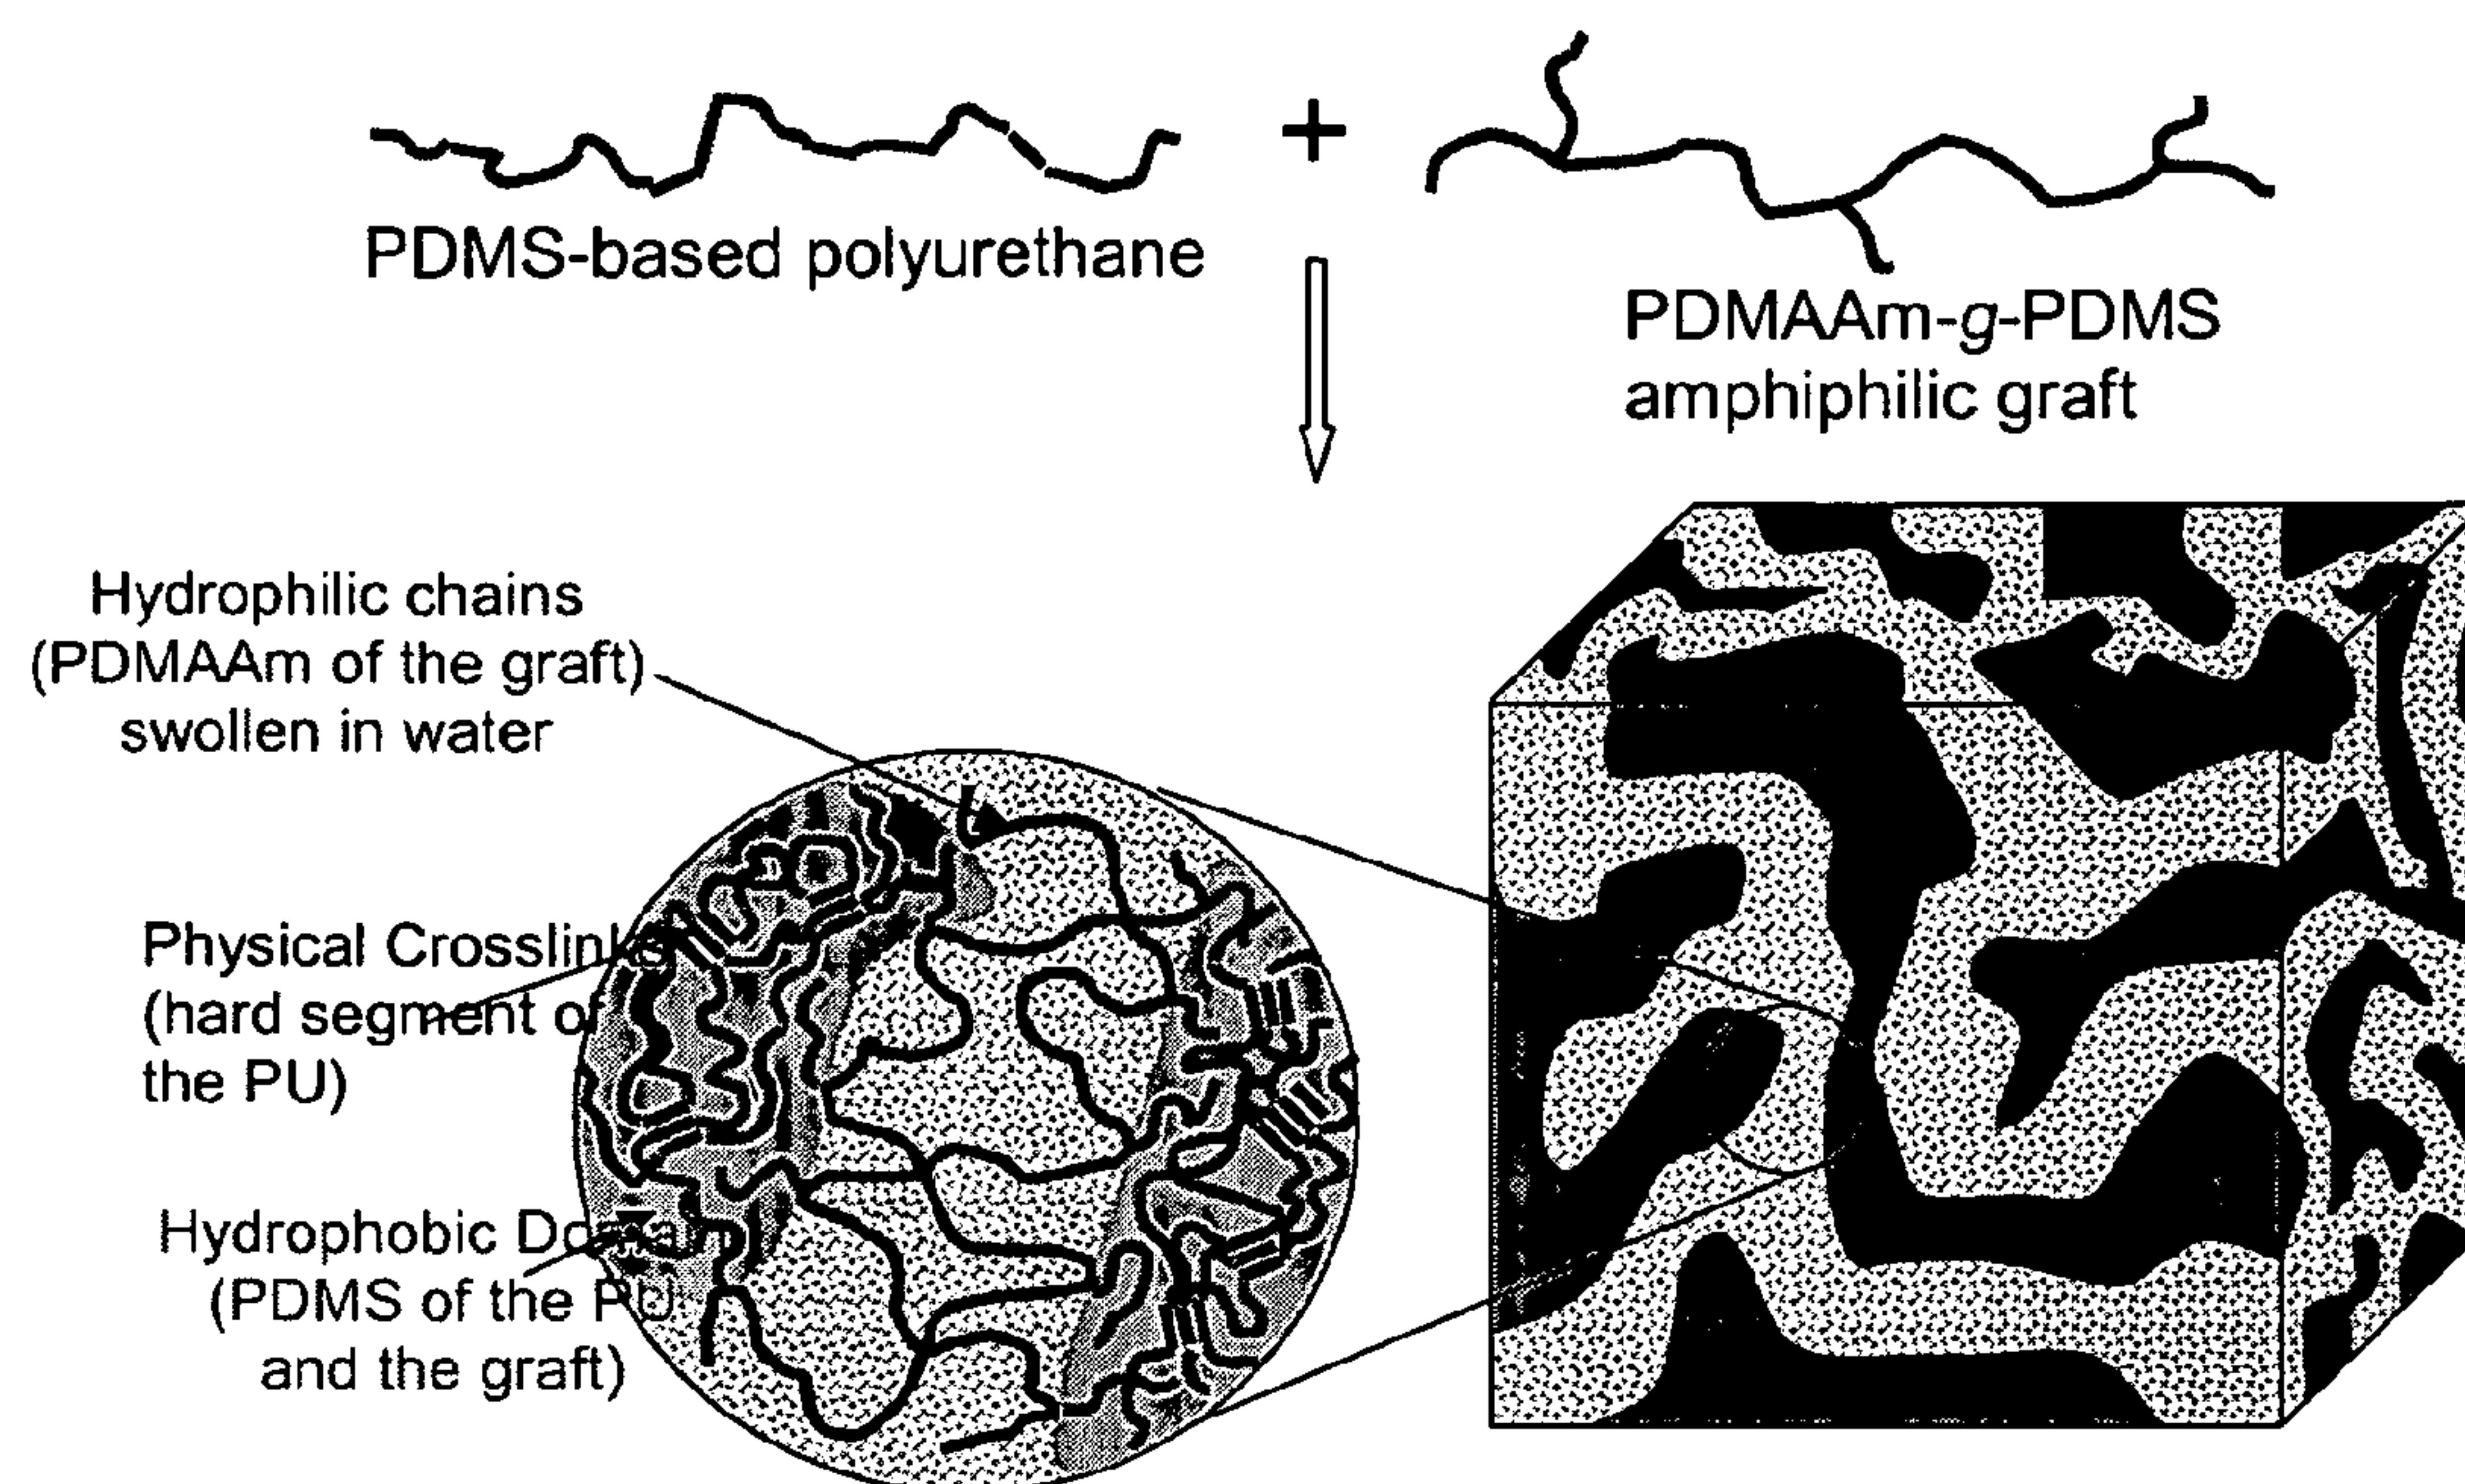 +
PDMS-based polyurethane
PDMAAm-g-PDMS
amphiphilic graft
Hydrophilic chains
(PDMAAm of the graft)
swollen in water
Physical Crosslinks
(hard segment of
the PU)
Hydrophobic Domain
(PDMS of the PU
and the graft)